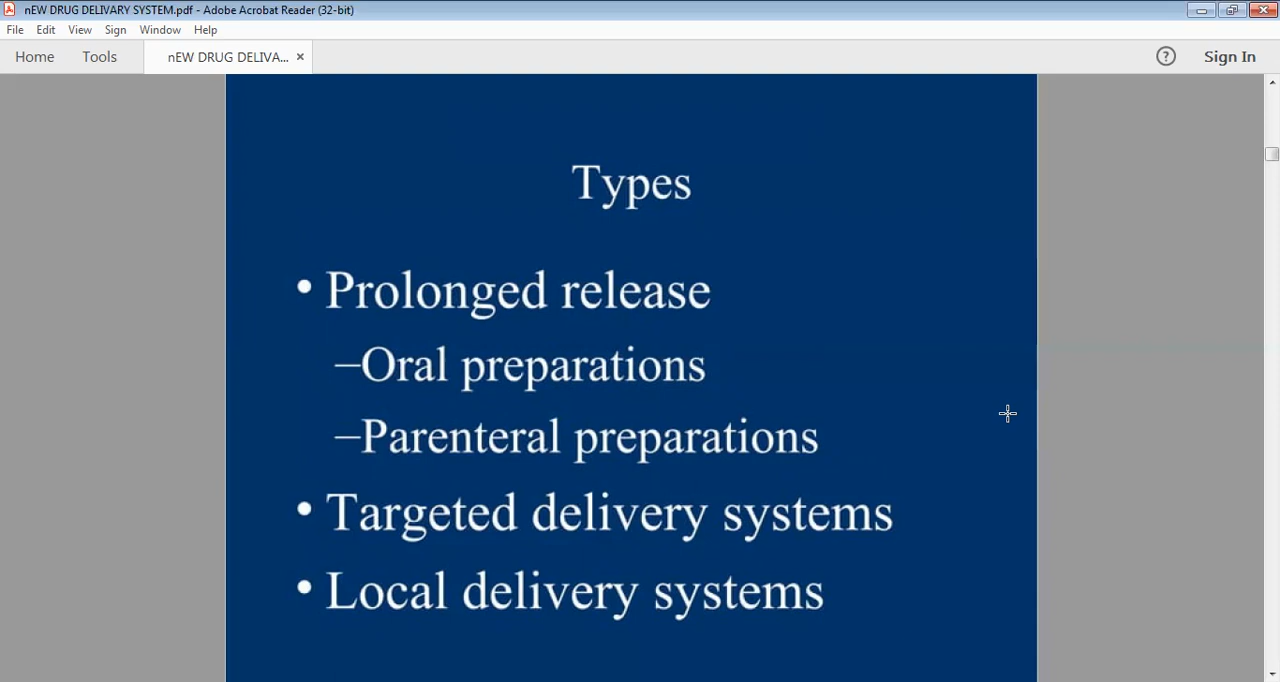 nEW DRUG DELIVARY SYSTEM.pdf - Adobe Acrobat Reader (32-bit)
File Edit View Sign Window Help
Home Tools nEW DRUG DELIVA... × ? Sign In
Types
• Prolonged release
–Oral preparations
–Parenteral preparations
• Targeted delivery systems
• Local delivery systems